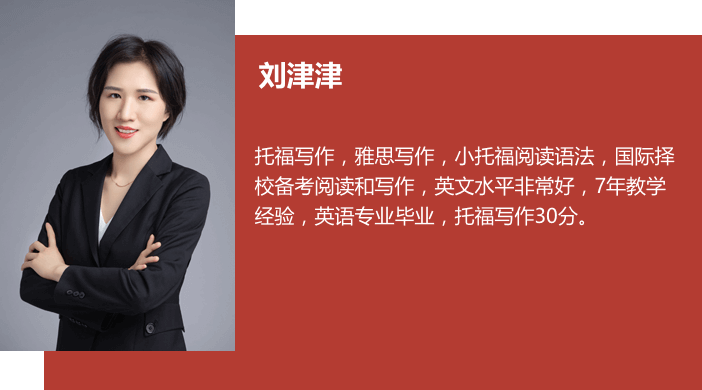 刘津津
托福写作，雅思写作，小托福阅读语法，国际择
校备考阅读和写作，英文水平非常好，7年教学
经验，英语专业毕业，托福写作30分。